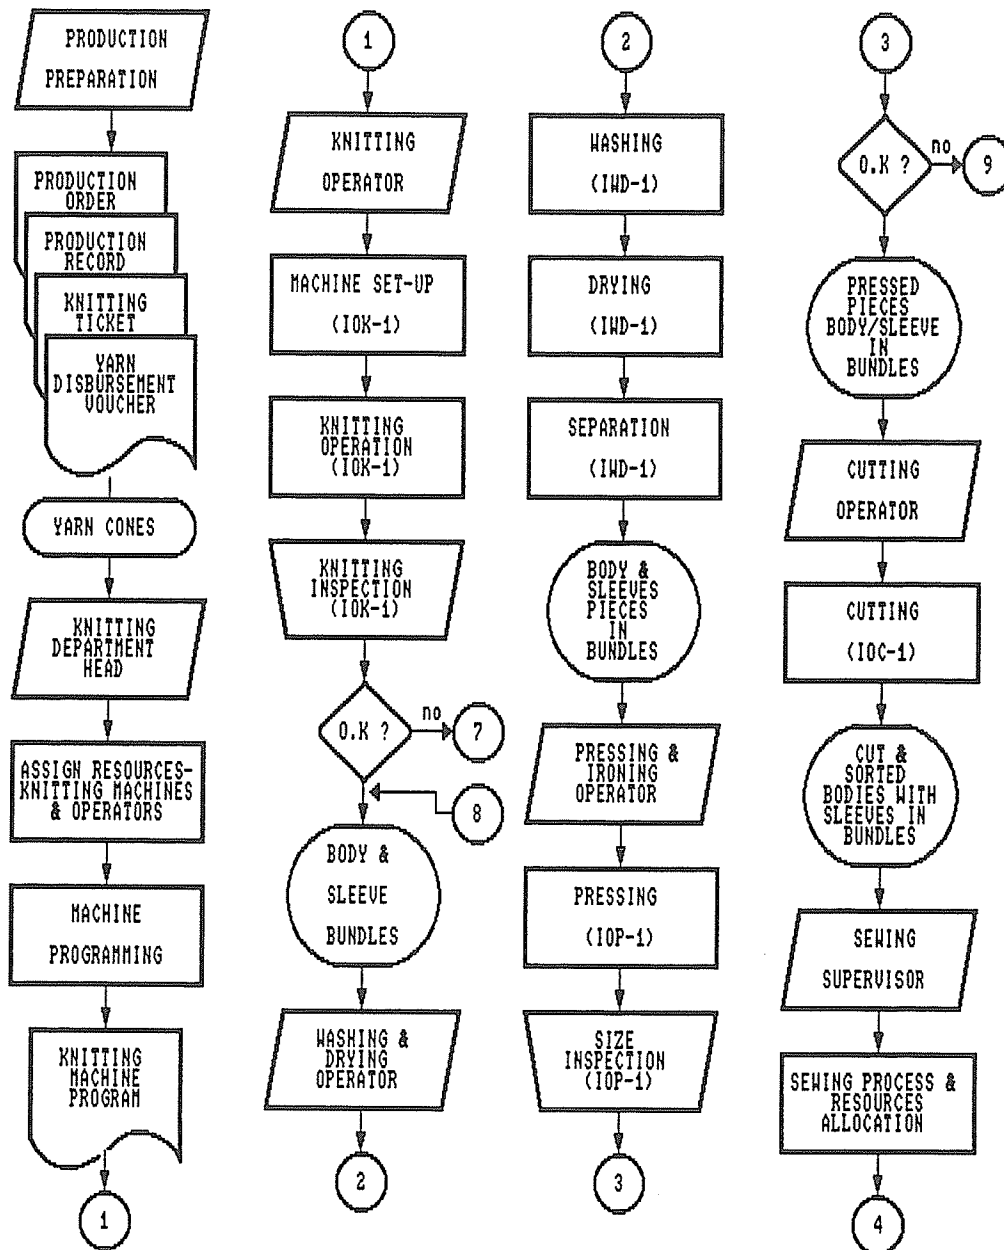 PRODUCTION
PREPARATION
PRODUCTION
ORDER
PRODUCTION
RECORD
KNITTING
TICKET
YARN
DISBURSEMENT
VOUCHER
YARN CONES
KNITTING
DEPARTMENT
HEAD
ASSIGN RESOURCES-
KNITTING MACHINES
& OPERATORS
MACHINE
PROGRAMMING
KNITTING
MACHINE
PROGRAM
1
1
KNITTING
OPERATOR
MACHINE SET-UP
(IOK-1)
KNITTING
OPERATION
(IOK-1)
KNITTING
INSPECTION
(IOK-1)
O.K ?
no
7
8
BODY &
SLEEVE
BUNDLES
WASHING &
DRYING
OPERATOR
2
2
WASHING
(IWD-1)
DRYING
(IWD-1)
SEPARATION
(IWD-1)
BODY &
SLEEVES
PIECES
IN
BUNDLES
PRESSING &
IRONING
OPERATOR
PRESSING
(IOP-1)
SIZE
INSPECTION
(IOP-1)
3
3
O.K ?
no
9
PRESSED
PIECES
BODY/SLEEVE
IN
BUNDLES
CUTTING
OPERATOR
CUTTING
(IOC-1)
CUT &
SORTED
BODIES WITH
SLEEVES IN
BUNDLES
SEWING
SUPERVISOR
SEWING PROCESS &
RESOURCES
ALLOCATION
4